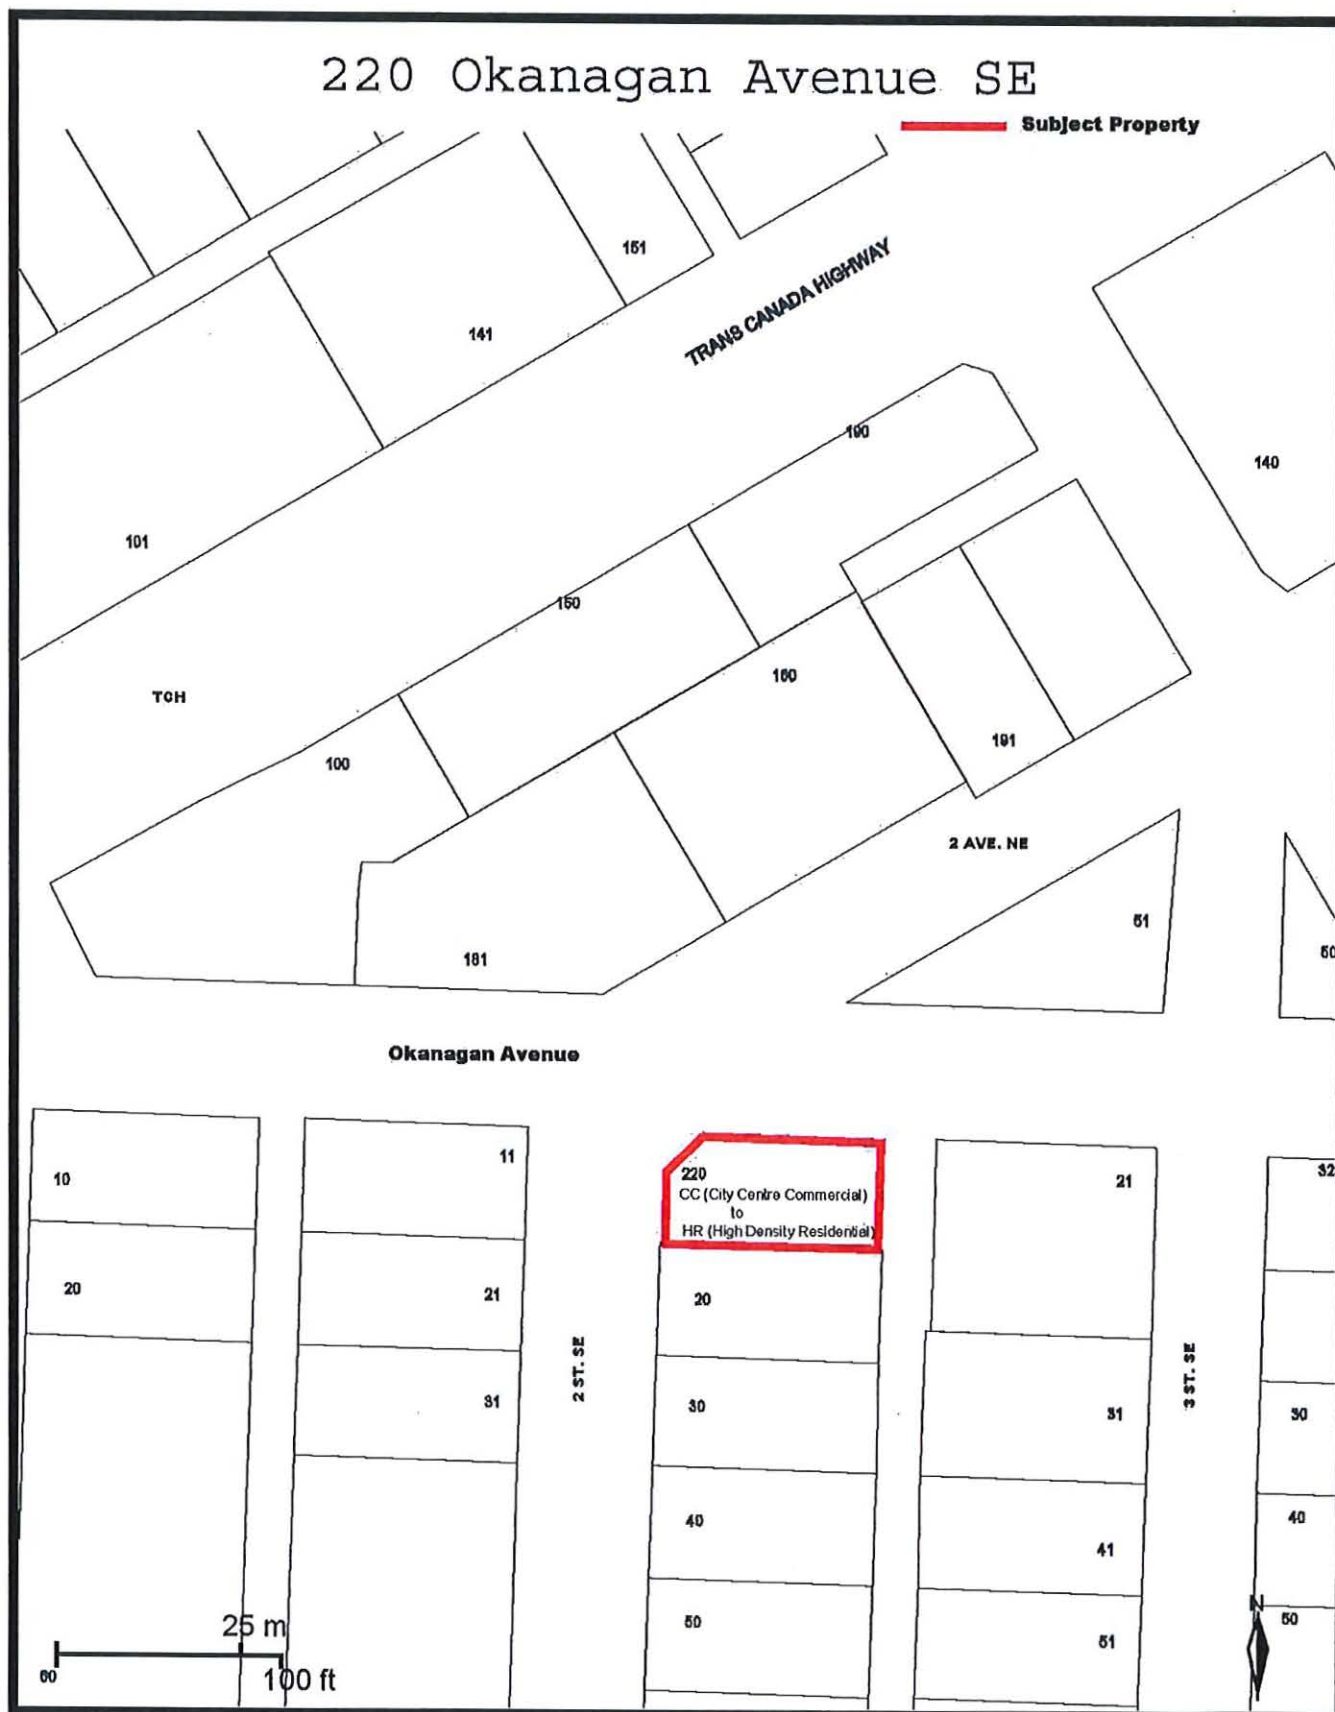 220 Okanagan Avenue SE
Subject Property
151
TRANS CANADA HIGHWAY
141
190
140
101
150
160
TCH
191
100
2 AVE. NE
51
50
181
Okanagan Avenue
11
220
CC (City Centre Commercial)
to
HR (High Density Residential)
21
32
10
20
21
20
2 ST. SE
3 ST. SE
31
30
31
30
40
41
40
50
51
50
25 m
100 ft
60
N